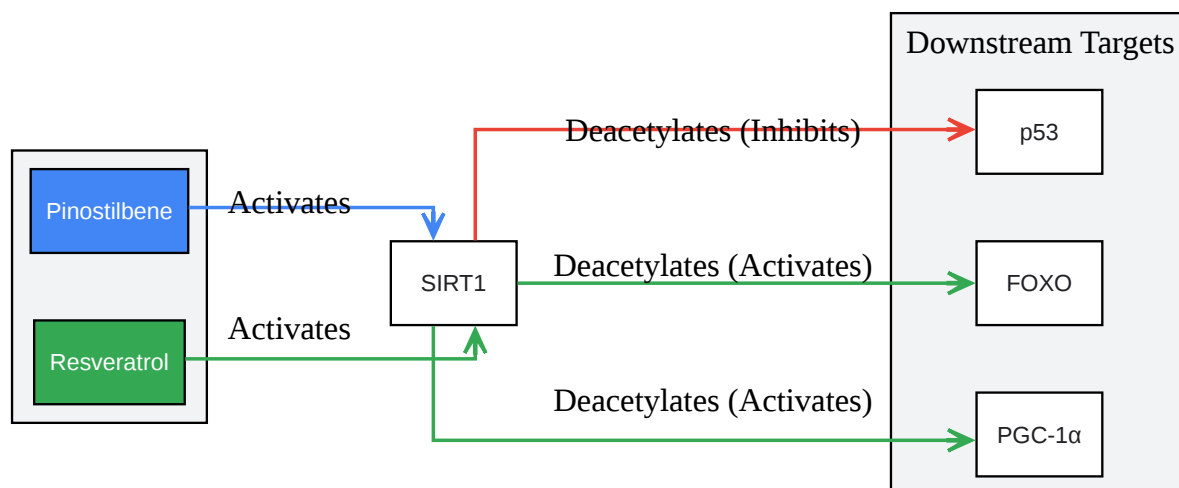 Downstream Targets
Deacetylates (Inhibits)
p53
Pinostilbene
Activates
SIRT1
Deacetylates (Activates)
FOXO
Resveratrol
Activates
Deacetylates (Activates)
PGC-1α